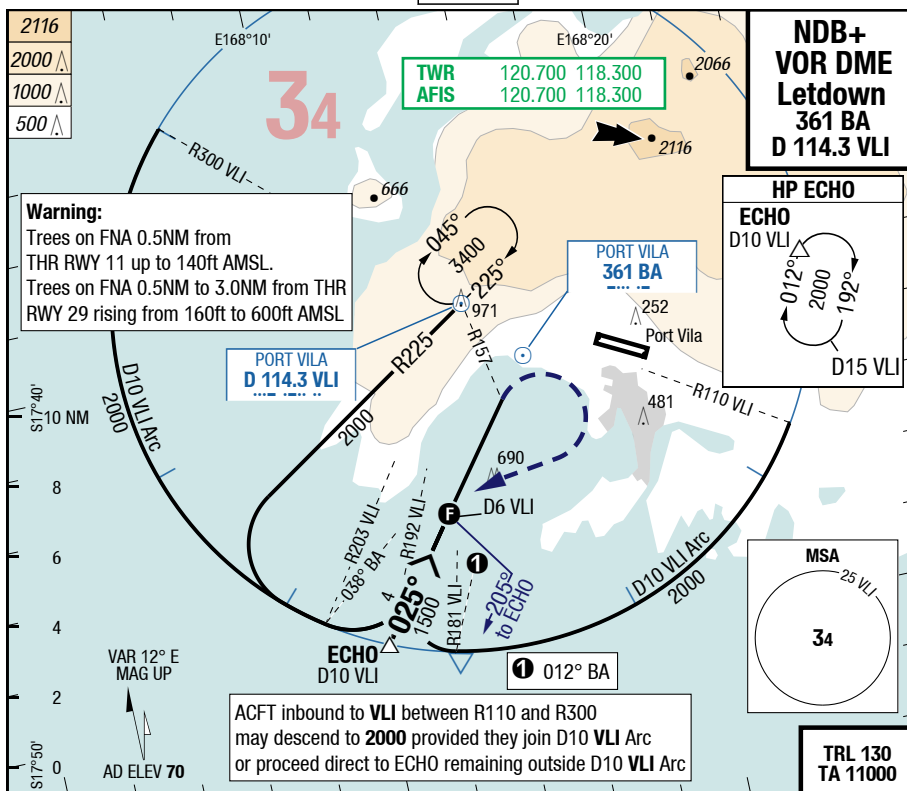 2116
2000
1000
500
E168°10'
E168°20'
34
TWR 120.700 118.300
AFIS 120.700 118.300
2066
2116
NDB+
VOR DME
Letdown
361 BA
D 114.3 VLI
R300 VLI
666
Warning:
Trees on FNA 0.5NM from
THR RWY 11 up to 140ft AMSL.
Trees on FNA 0.5NM to 3.0NM from THR
RWY 29 rising from 160ft to 600ft AMSL
045°
3400
225°
971
PORT VILA
361 BA
HP ECHO
ECHO
D10 VLI
012°
2000
192°
D15 VLI
252
Port Vila
PORT VILA
D 114.3 VLI
R225
R157
2000
D10 VLI Arc
2000
R110 VLI
481
S17°40'
10 NM
8
6
4
2
0
S17°50'
690
D6 VLI
F
R203 VLI
038° BA
R192 VLI
4
025°
1500
R181 VLI
1
205°
to ECHO
D10 VLI Arc
2000
MSA
25 VLI
34
ECHO
D10 VLI
1 012° BA
VAR 12° E
MAG UP
AD ELEV 70
ACFT inbound to VLI between R110 and R300
may descend to 2000 provided they join D10 VLI Arc
or proceed direct to ECHO remaining outside D10 VLI Arc
TRL 130
TA 11000